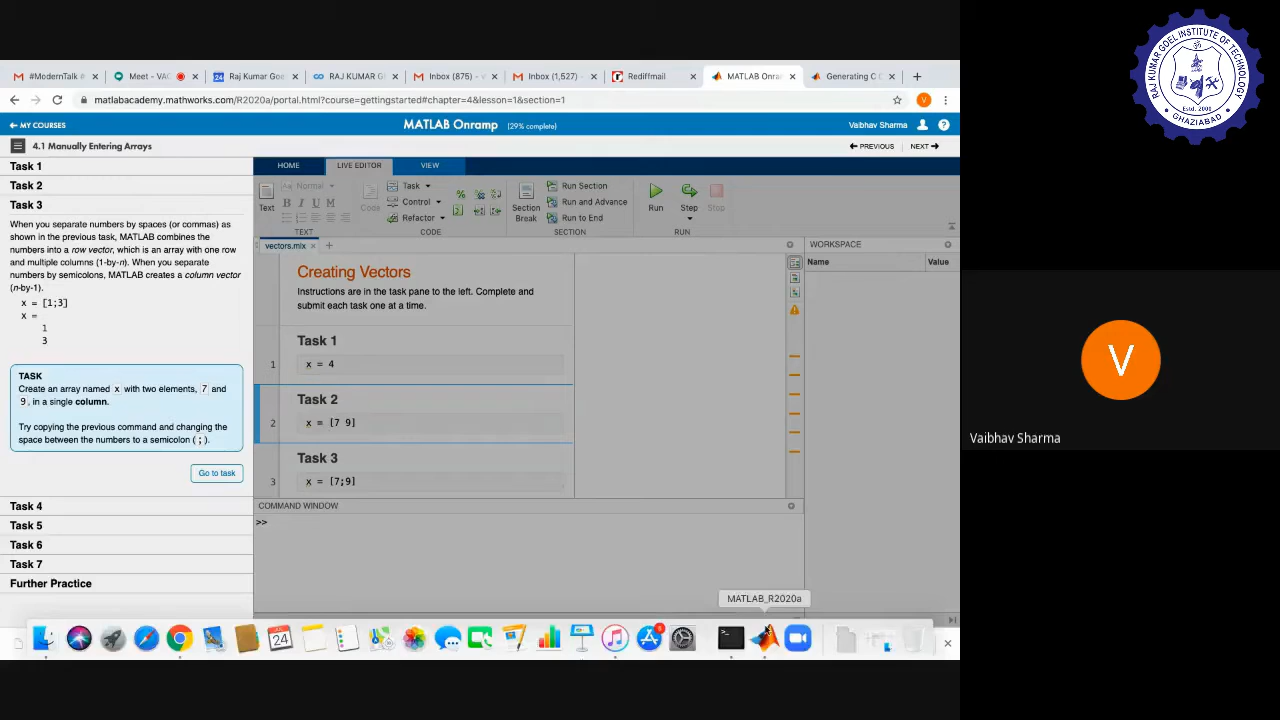 #ModernTalk
Meet - VAC
Raj Kumar Goe
RAJ KUMAR G
Inbox (875) - v
Inbox (1,527) -
Rediffmail
MATLAB Onra
Generating C C
matlabacademy.mathworks.com/R2020a/portal.html?course=gettingstarted#chapter=4&lesson=1&section=1
V
MY COURSES
MATLAB Onramp (29% complete)
Vaibhav Sharma
4.1 Manually Entering Arrays
PREVIOUS
NEXT
Task 1
Task 2
Task 3
When you separate numbers by spaces (or commas) as
shown in the previous task, MATLAB combines the
numbers into a row vector, which is an array with one row
and multiple columns (1-by-n). When you separate
numbers by semicolons, MATLAB creates a column vector
(n-by-1).
x = [1;3]
x =
1
3
TASK
Create an array named x with two elements, 7 and
9, in a single column.
Try copying the previous command and changing the
space between the numbers to a semicolon (;).
Go to task
Task 4
Task 5
Task 6
Task 7
Further Practice
HOME
LIVE EDITOR
VIEW
Text
Normal
B I U M
TEXT
Code
Task
Control
Refactor
CODE
Section
Break
Run Section
Run and Advance
Run to End
SECTION
Run
Step
Stop
RUN
vectors.mlx
Creating Vectors
Instructions are in the task pane to the left. Complete and
submit each task one at a time.
Task 1
1 x = 4
Task 2
2 x = [7 9]
Task 3
3 x = [7;9]
COMMAND WINDOW
>>
WORKSPACE
Name
Value
MATLAB_R2020a
24
V
Vaibhav Sharma
RAJ KUMAR GOEL INSTITUTE OF TECHNOLOGY
Estd. 2000
GHAZIABAD